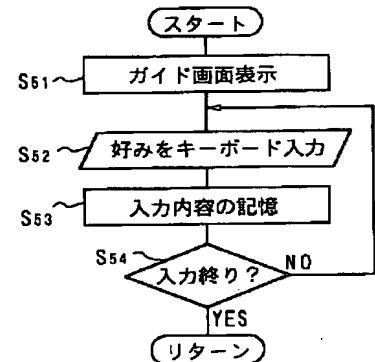 スタート
S51
ガイド画面表示
S52
好みをキーボード入力
S53
入力内容の記憶
S54
入力終り?
NO
YES
リターン